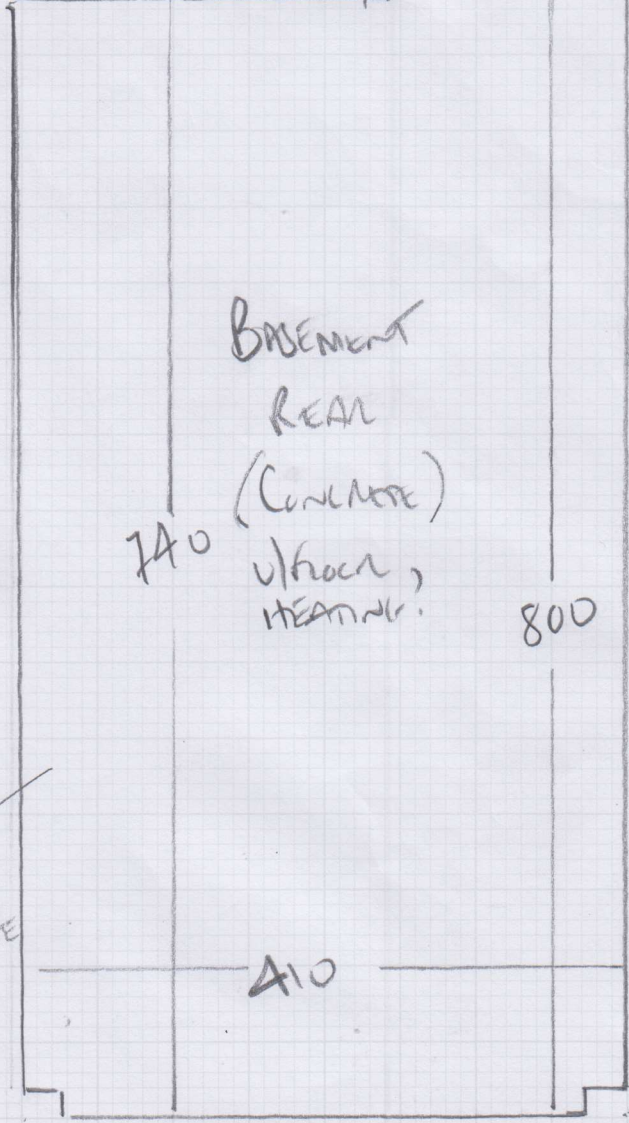 BASEMENT
REAR
(CONCRETE)
740
U/FLOOR,
HEATING.
800
E
410